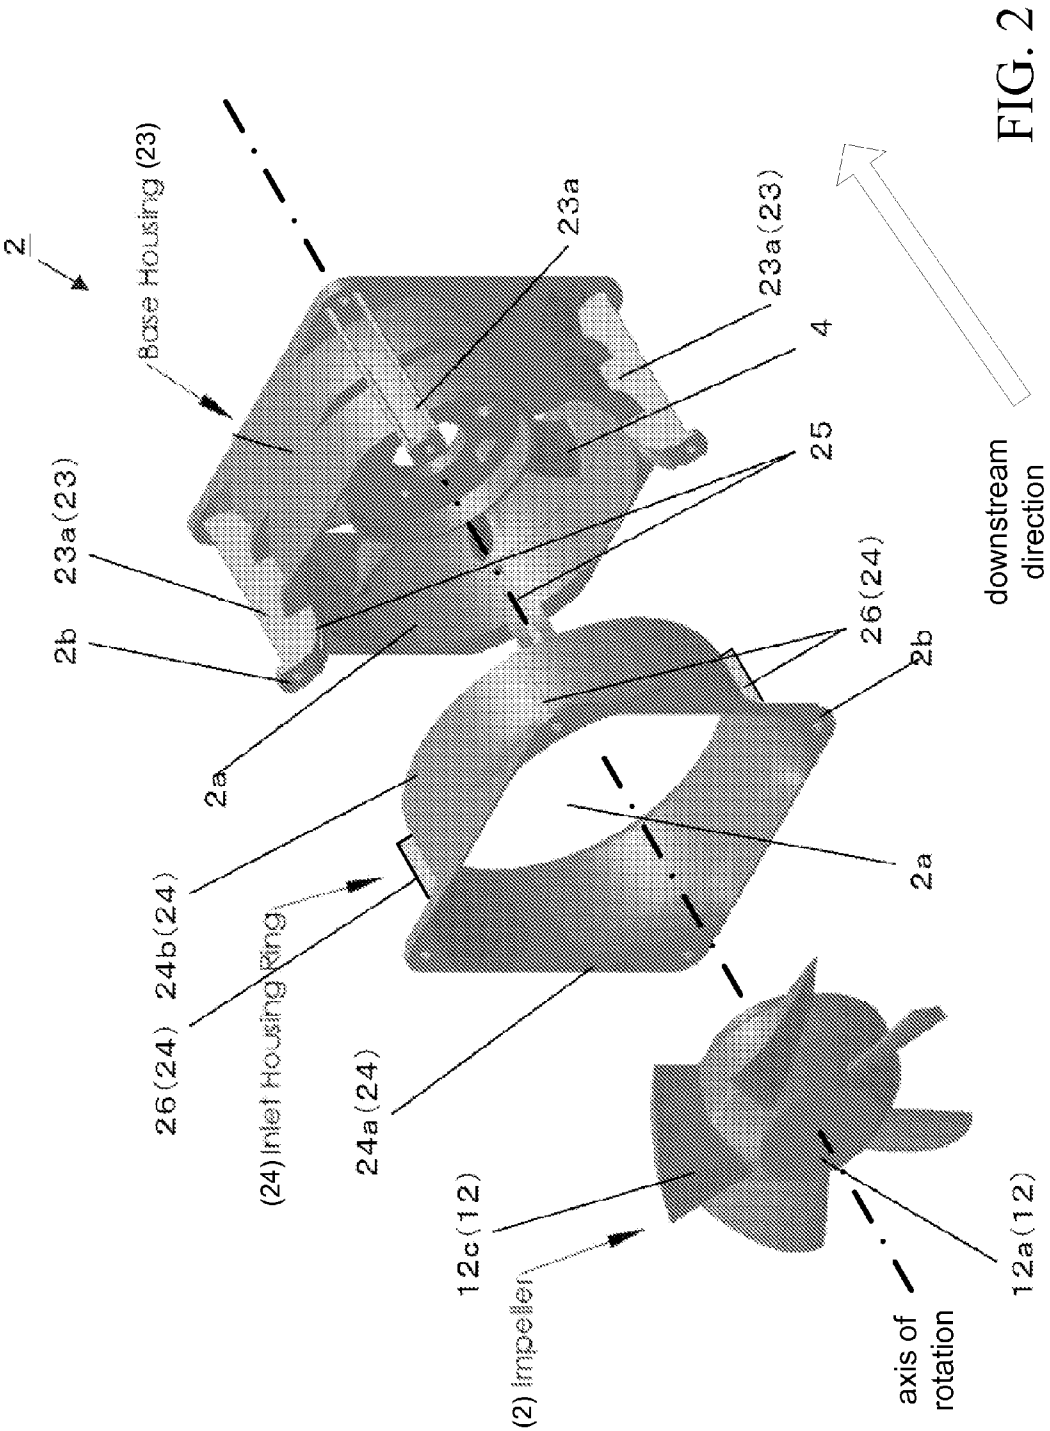 2
Base Housing (23)
23a
23a(23)
4
25
23a(23)
2b
2a
26(24)
2b
2a
24b(24)
26(24)
(24) Inlet Housing Ring
24a(24)
12c(12)
(2) Impeller
12a(12)
axis of
rotation
downstream
direction
FIG. 2